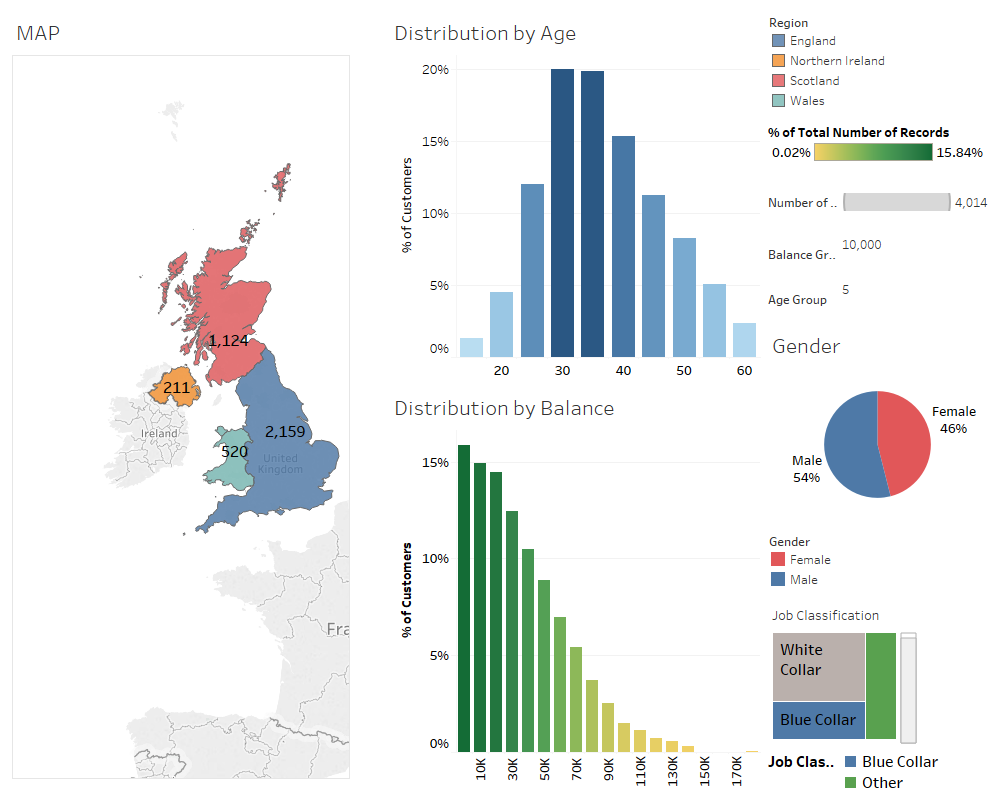 MAP
1,124
211
Ireland
2,159
520
United
Kingdom
Fra
Distribution by Age
% of Customers
20%
15%
10%
5%
0%
20
30
40
50
60
Distribution by Balance
% of Customers
15%
10%
5%
0%
10K
30K
50K
70K
90K
110K
130K
150K
170K
Region
England
Northern Ireland
Scotland
Wales
% of Total Number of Records
0.02%
15.84%
Number of ..
4,014
Balance Gr..
10,000
Age Group
5
Gender
Female
46%
Male
54%
Gender
Female
Male
Job Classification
White
Collar
Blue Collar
Job Clas..
Blue Collar
Other